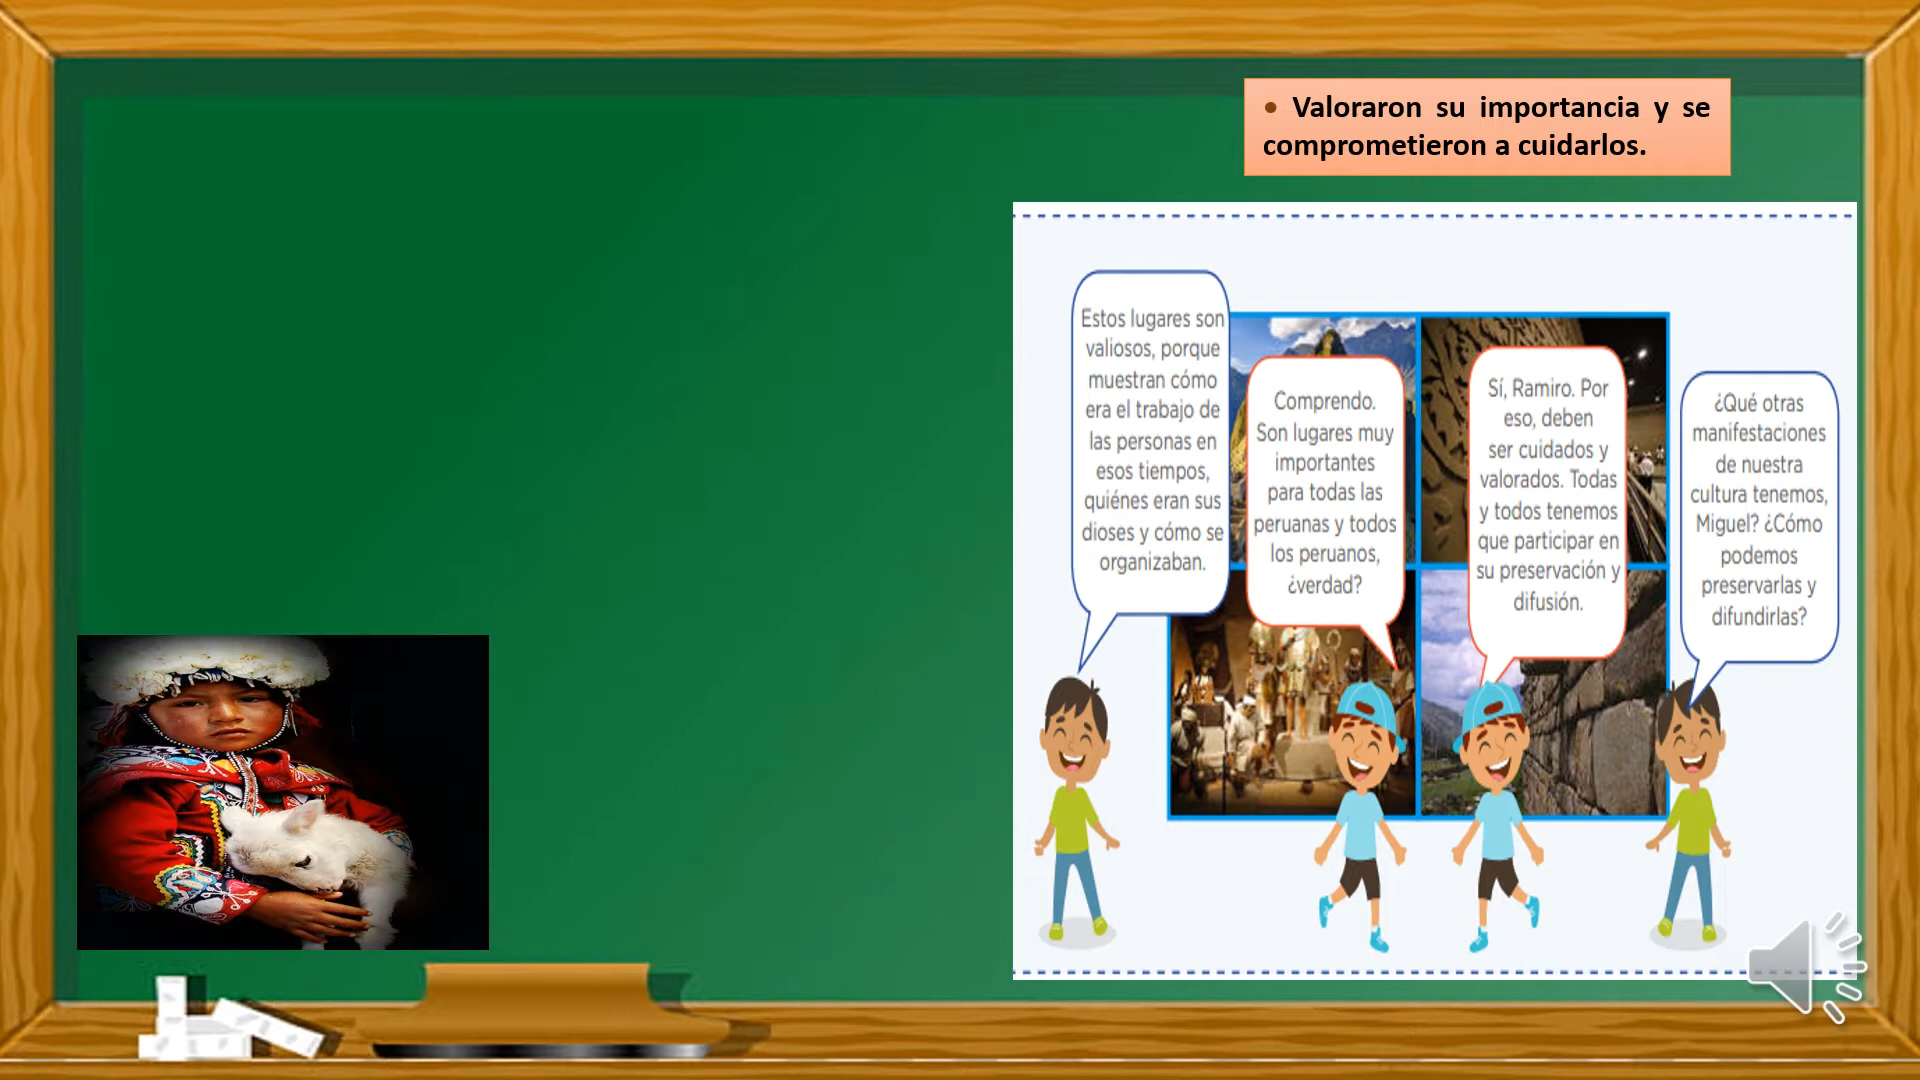 • Valoraron su importancia y se
comprometieron a cuidarlos.
Estos lugares son
valiosos, porque
muestran cómo
era el trabajo de
las personas en
esos tiempos,
quiénes eran sus
dioses y cómo se
organizaban.
Comprendo.
Son lugares muy
importantes
para todas las
peruanas y todos
los peruanos,
¿verdad?
Sí, Ramiro. Por
eso, deben
ser cuidados y
valorados. Todas
y todos tenemos
que participar en
su preservación y
difusión.
¿Qué otras
manifestaciones
de nuestra
cultura tenemos,
Miguel? ¿Cómo
podemos
preservarlas y
difundirlas?